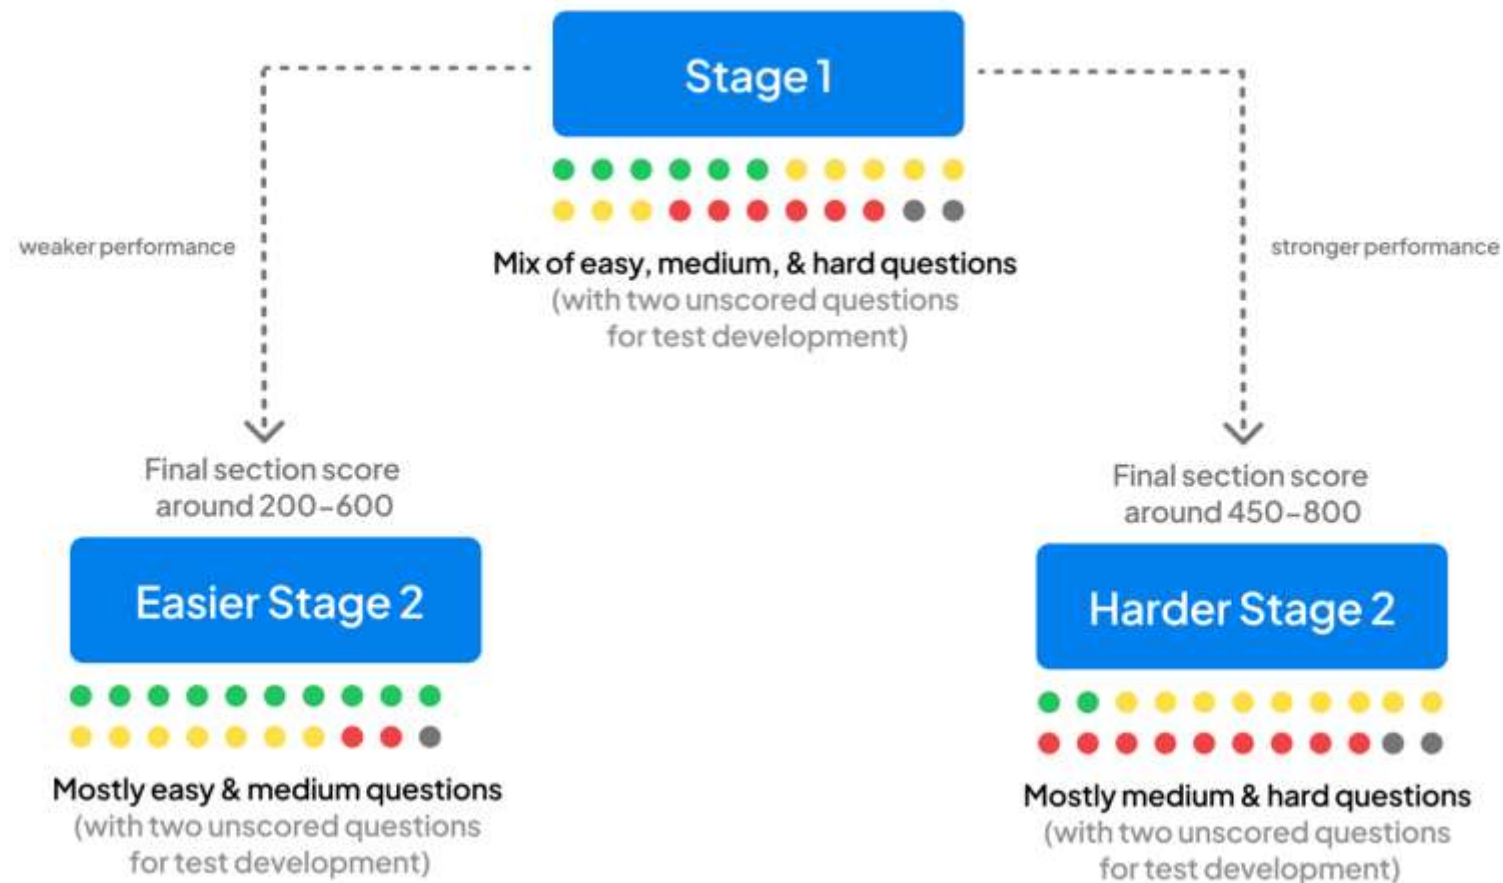 Stage 1
weaker performance
stronger performance
Mix of easy, medium, & hard questions
(with two unscored questions
for test development)
Final section score
around 200–600
Easier Stage 2
Mostly easy & medium questions
(with two unscored questions
for test development)
Final section score
around 450–800
Harder Stage 2
Mostly medium & hard questions
(with two unscored questions
for test development)